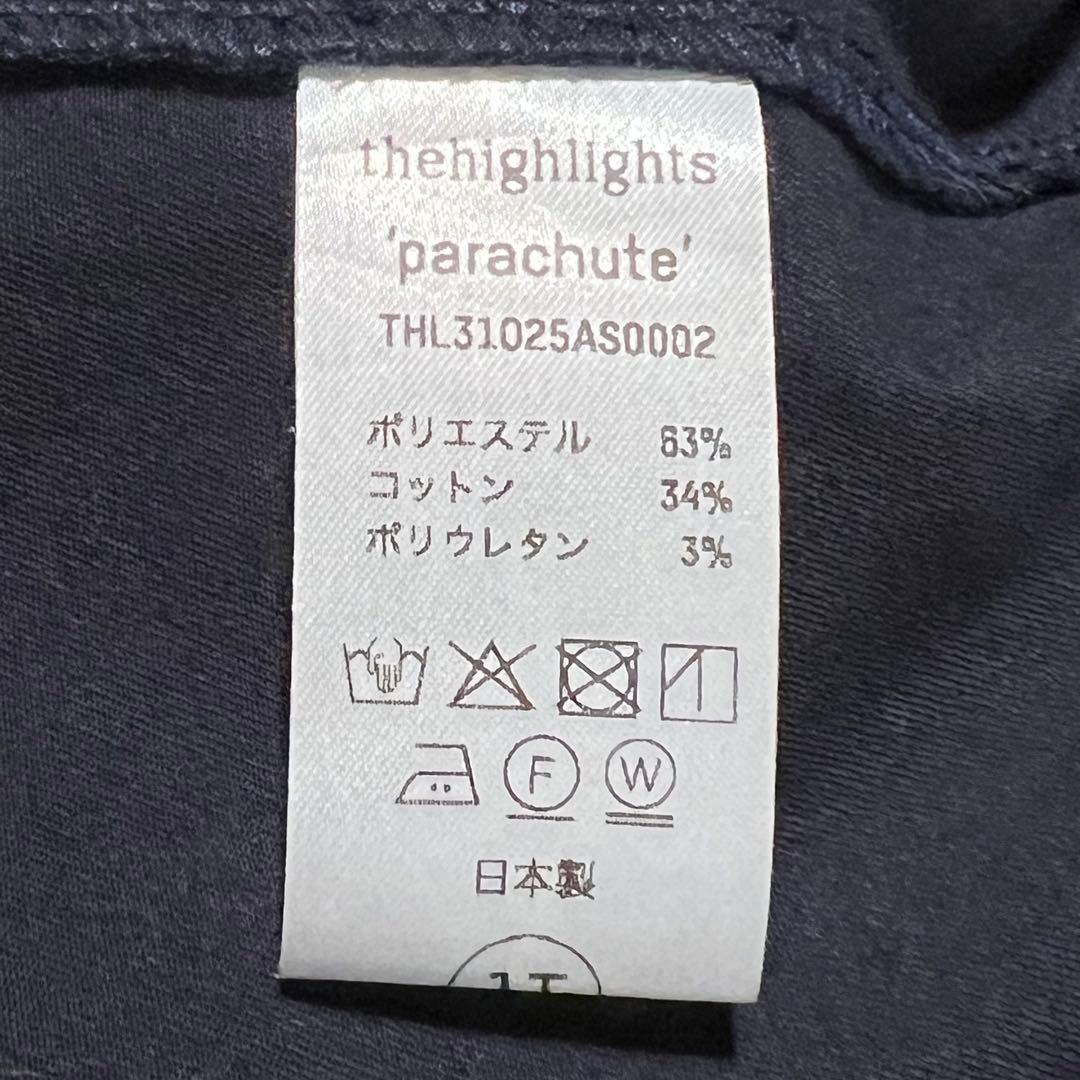 thehighlights
'parachute'
THL31025AS0002
ポリエステル 63%
コットン 34%
ポリウレタン 3%
F W
日本製